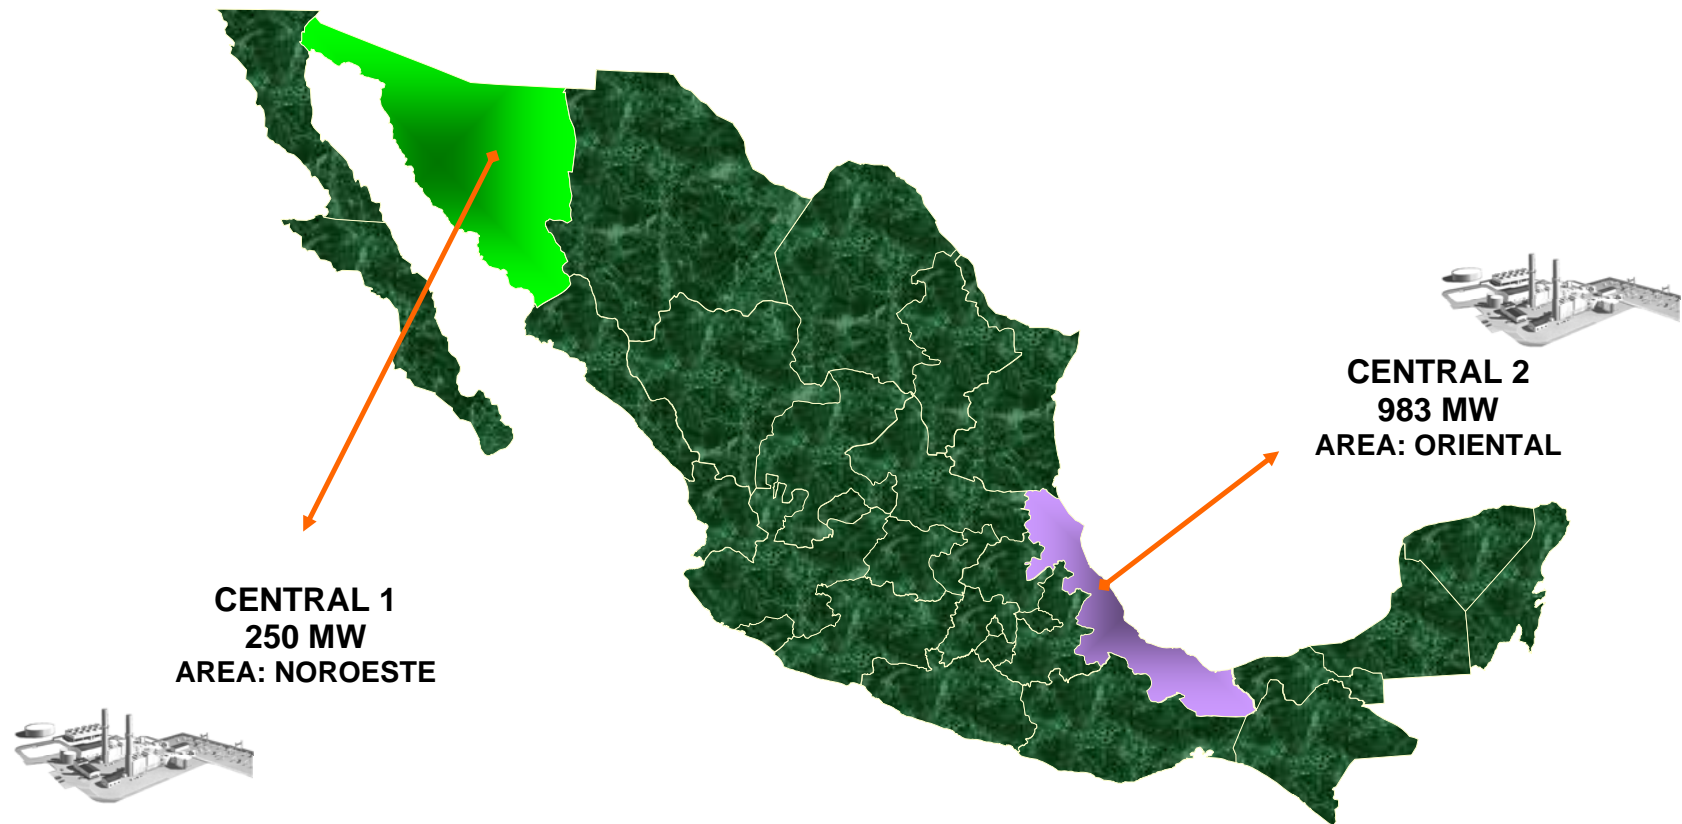 CENTRAL 2
983 MW
AREA: ORIENTAL
CENTRAL 1
250 MW
AREA: NOROESTE